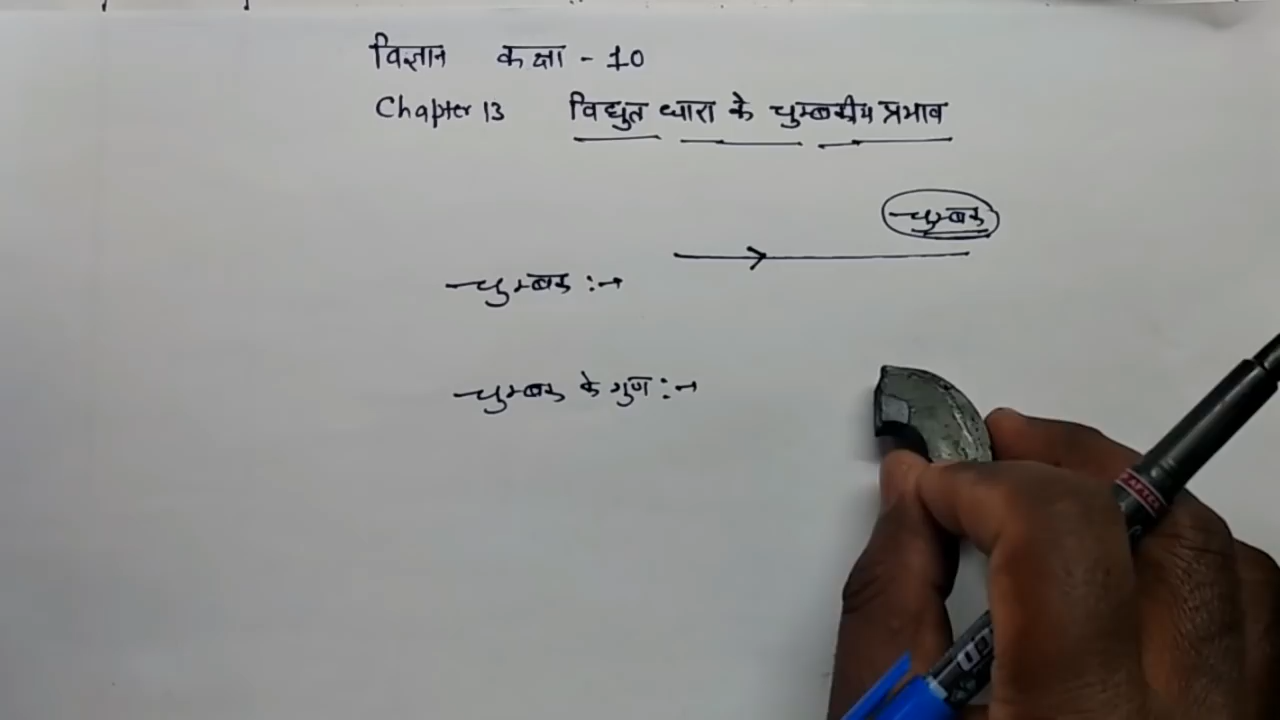 विज्ञान कक्षा - 10
Chapter 13 विद्युत धारा के चुम्बकीय प्रभाव
चुम्बक
चुम्बक :→
चुम्बक के गुण :→